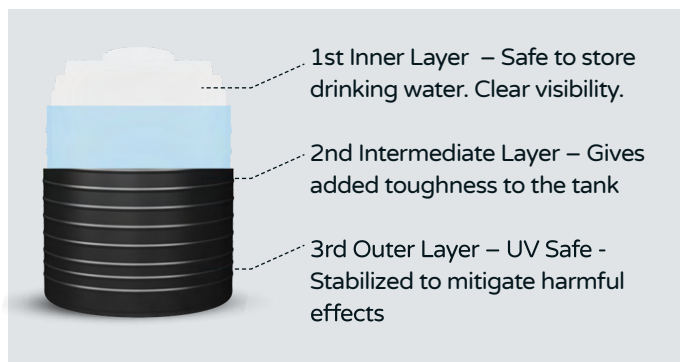 1st Inner Layer – Safe to store
drinking water. Clear visibility.
2nd Intermediate Layer – Gives
added toughness to the tank
3rd Outer Layer – UV Safe -
Stabilized to mitigate harmful
effects